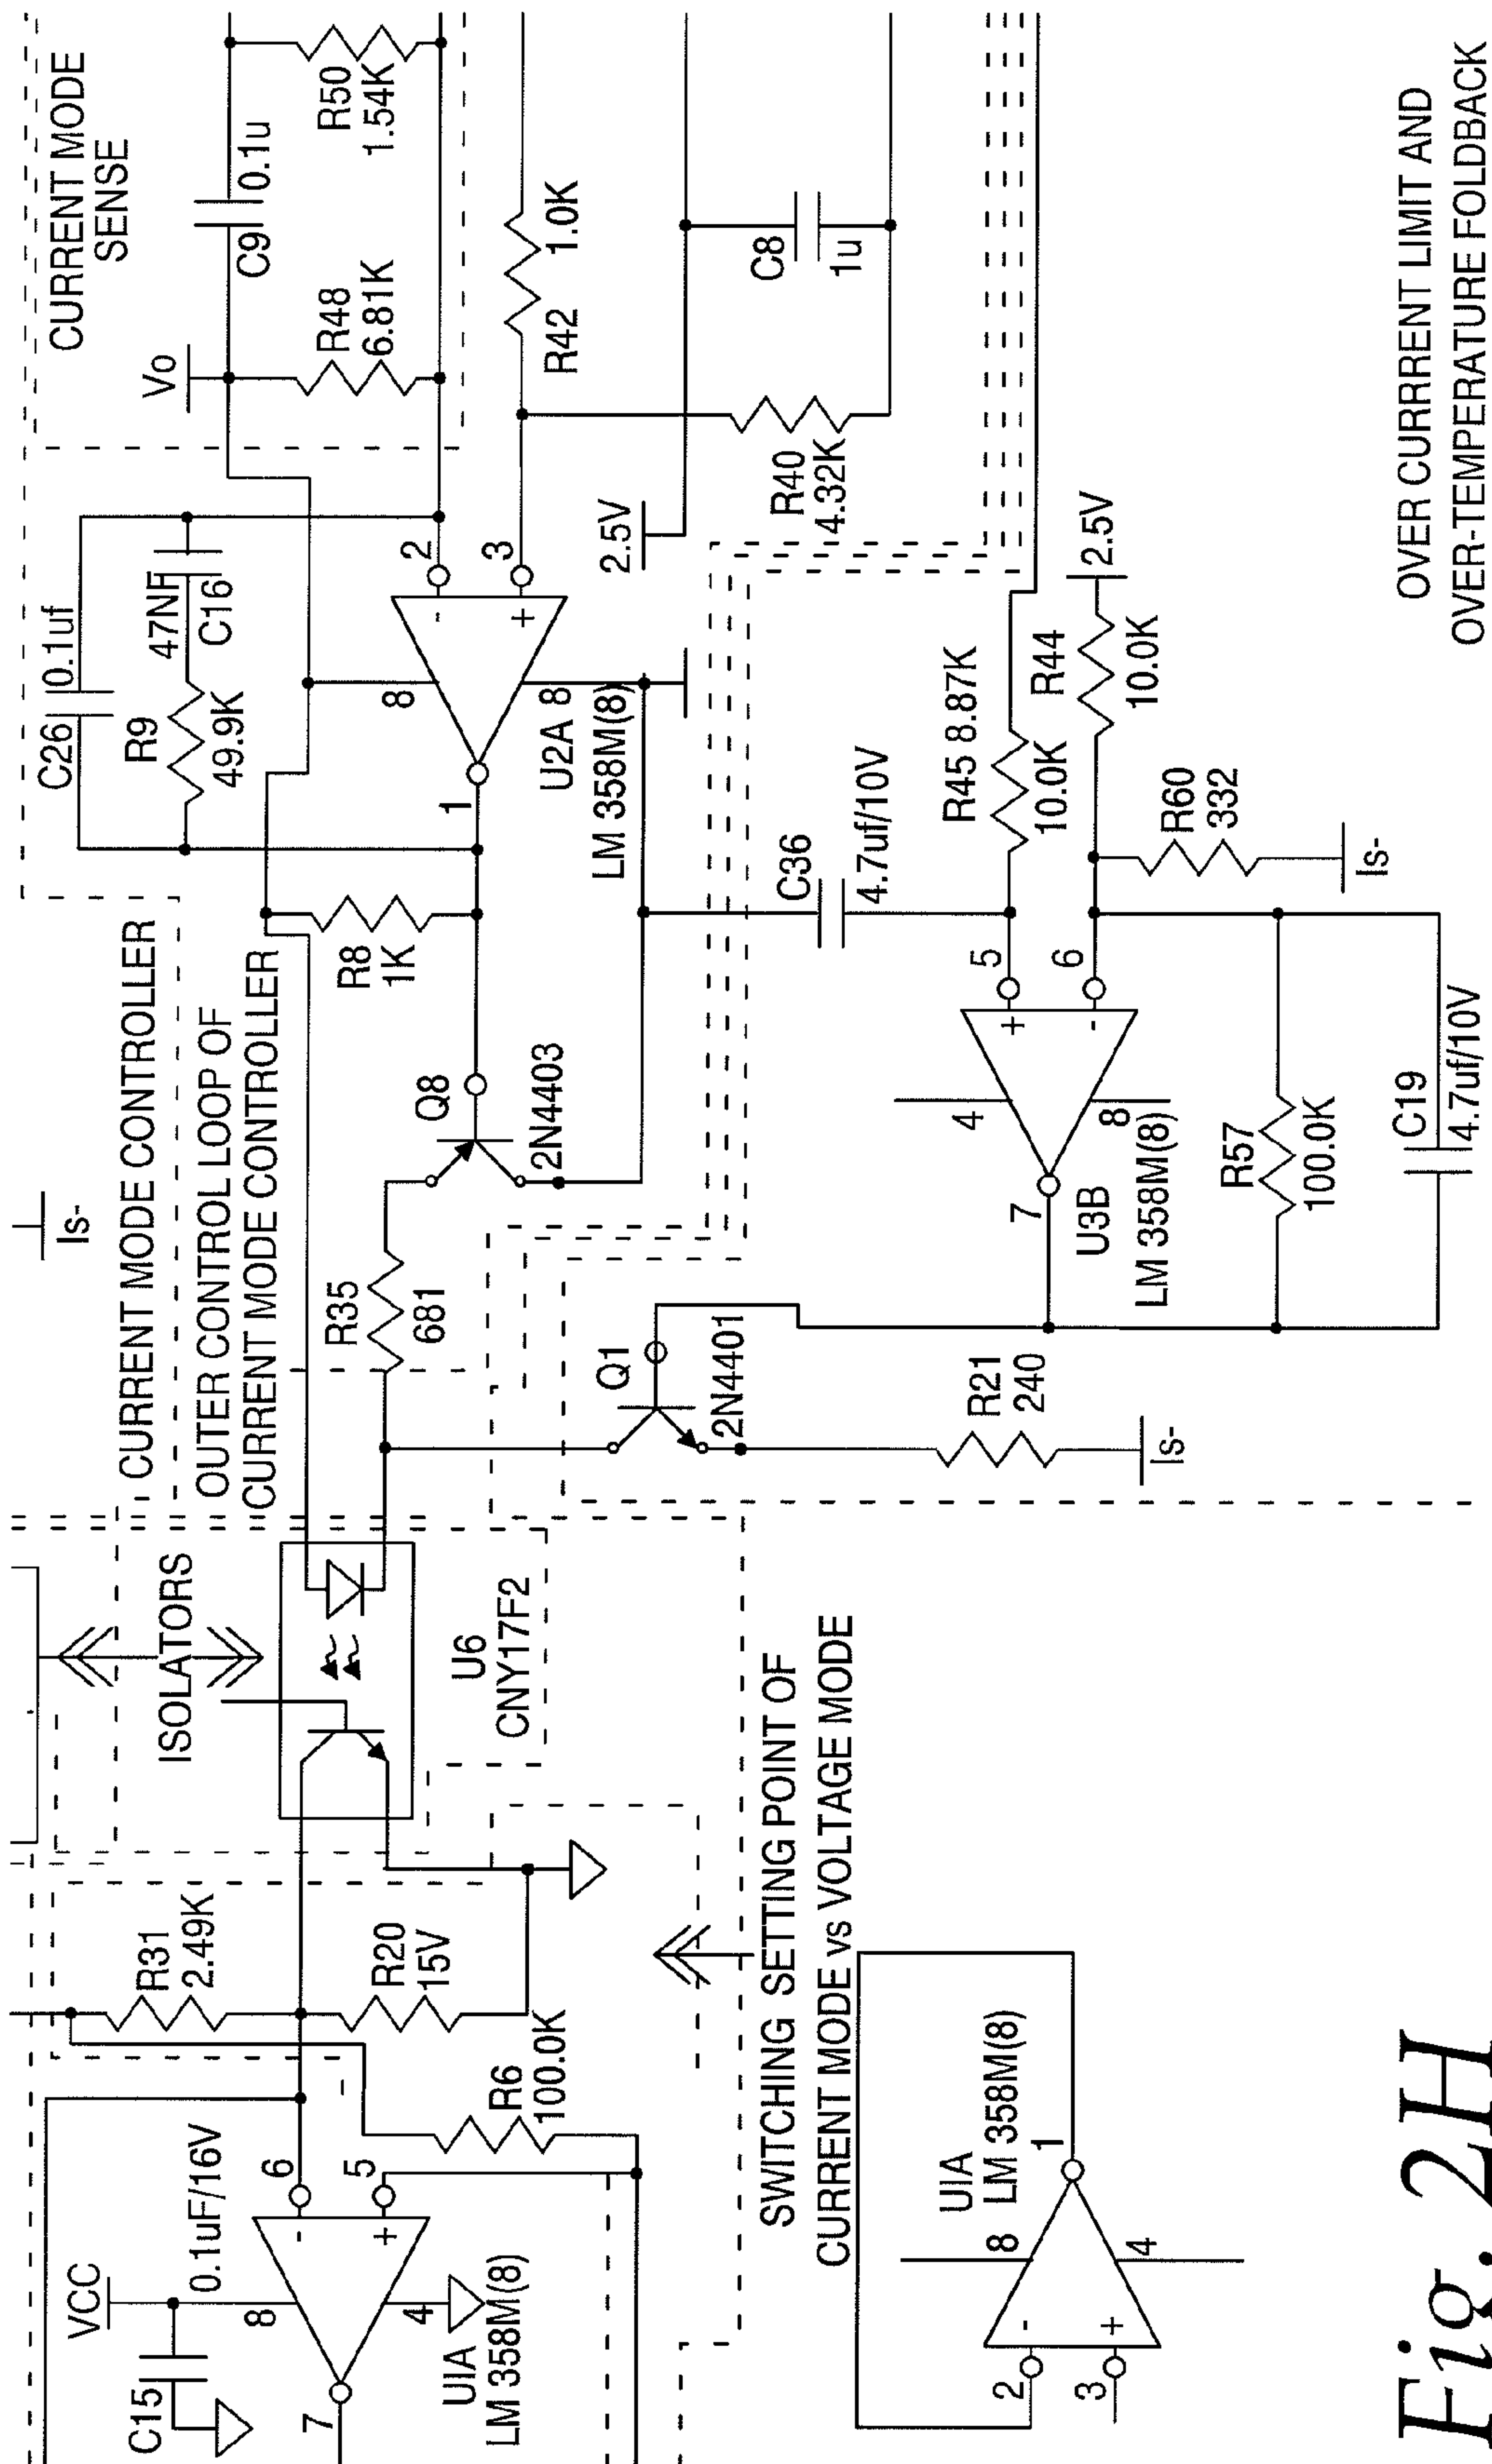 CURRENT MODE
SENSE
Vo
C9
0.1u
R48
6.81K
R50
1.54K
C26
0.1uf
R9
49.9K
47NF
C16
R42
1.0K
2
3
-
+
8
8
1
U2A
LM 358M(8)
R40
4.32K
2.5V
C8
1u
CURRENT MODE CONTROLLER
OUTER CONTROL LOOP OF
CURRENT MODE CONTROLLER
Is-
R8
1K
Q8
2N4403
R35
681
C36
4.7uf/10V
R45 8.87K
10.0K
R44
10.0K
2.5V
R60
332
Is-
5
6
+
-
4
8
7
U3B
LM 358M(8)
R57
100.0K
C19
4.7uf/10V
Q1
2N4401
R21
240
Is-
OVER CURRRENT LIMIT AND
OVER-TEMPERATURE FOLDBACK
ISOLATORS
U6
CNY17F2
R31
2.49K
R20
15V
R6
100.0K
VCC
C15
0.1uF/16V
6
5
-
+
8
4
7
UIA
LM 358M(8)
SWITCHING SETTING POINT OF
CURRENT MODE vs VOLTAGE MODE
UIA
LM 358M(8)
8
1
4
-
+
2
3
Fig. 2H